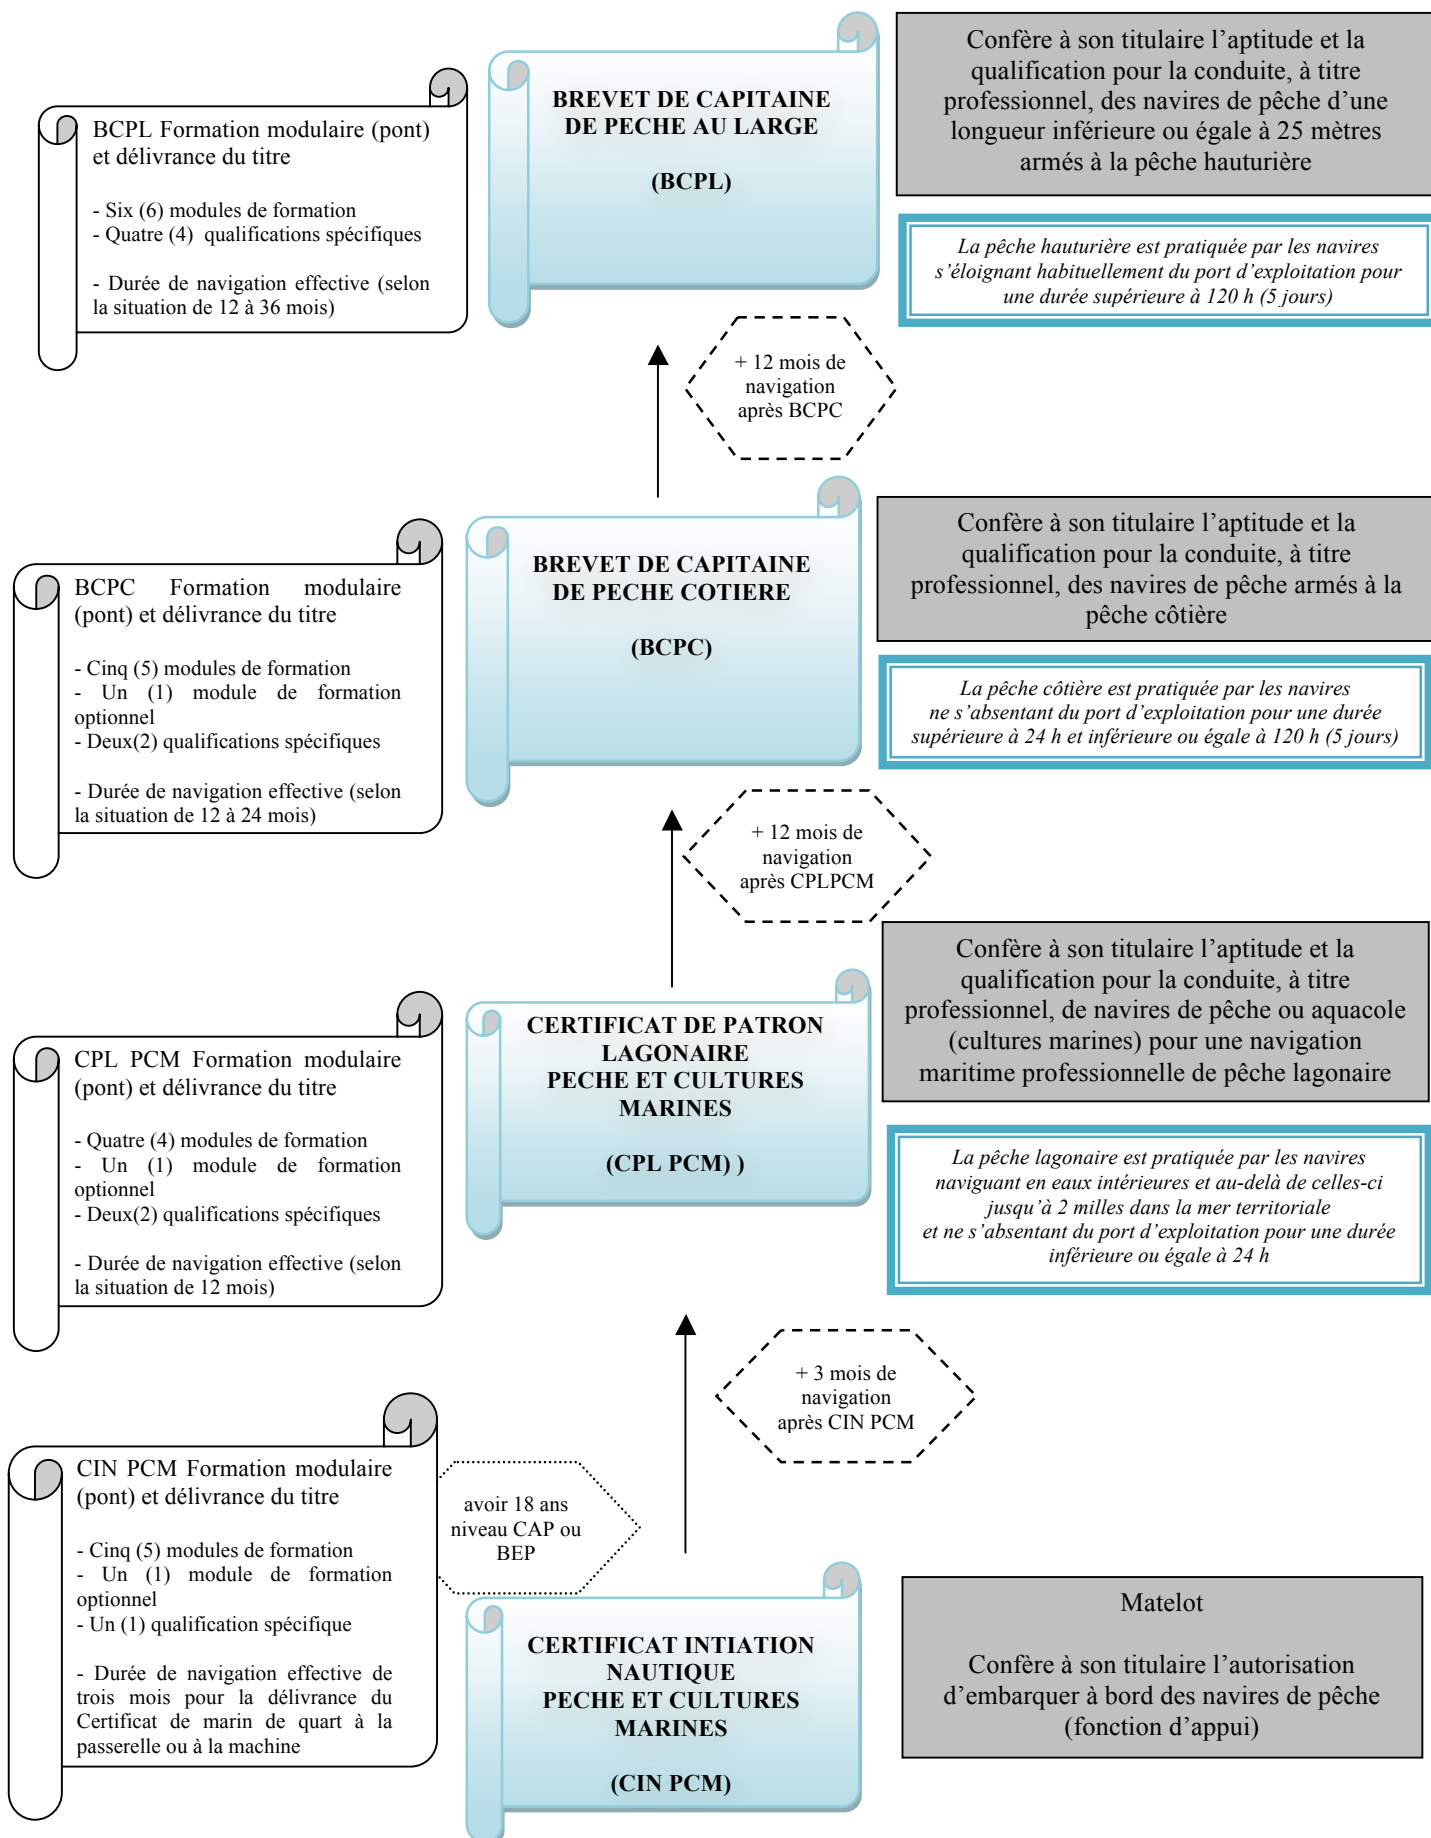 BCPL Formation modulaire (pont)
et délivrance du titre
- Six (6) modules de formation
- Quatre (4) qualifications spécifiques
- Durée de navigation effective (selon
la situation de 12 à 36 mois)
BREVET DE CAPITAINE
DE PECHE AU LARGE
(BCPL)
Confère à son titulaire l’aptitude et la
qualification pour la conduite, à titre
professionnel, des navires de pêche d’une
longueur inférieure ou égale à 25 mètres
armés à la pêche hauturière
La pêche hauturière est pratiquée par les navires
s’éloignant habituellement du port d’exploitation pour
une durée supérieure à 120 h (5 jours)
+ 12 mois de
navigation
après BCPC
BCPC Formation modulaire
(pont) et délivrance du titre
- Cinq (5) modules de formation
- Un (1) module de formation
optionnel
- Deux(2) qualifications spécifiques
- Durée de navigation effective (selon
la situation de 12 à 24 mois)
BREVET DE CAPITAINE
DE PECHE COTIERE
(BCPC)
Confère à son titulaire l’aptitude et la
qualification pour la conduite, à titre
professionnel, des navires de pêche armés à la
pêche côtière
La pêche côtière est pratiquée par les navires
ne s’absentant du port d’exploitation pour une durée
supérieure à 24 h et inférieure ou égale à 120 h (5 jours)
+ 12 mois de
navigation
après CPLPCM
CPL PCM Formation modulaire
(pont) et délivrance du titre
- Quatre (4) modules de formation
- Un (1) module de formation
optionnel
- Deux(2) qualifications spécifiques
- Durée de navigation effective (selon
la situation de 12 mois)
CERTIFICAT DE PATRON
LAGONAIRE
PECHE ET CULTURES
MARINES
(CPL PCM) )
Confère à son titulaire l’aptitude et la
qualification pour la conduite, à titre
professionnel, de navires de pêche ou aquacole
(cultures marines) pour une navigation
maritime professionnelle de pêche lagonaire
La pêche lagonaire est pratiquée par les navires
naviguant en eaux intérieures et au-delà de celles-ci
jusqu’à 2 milles dans la mer territoriale
et ne s’absentant du port d’exploitation pour une durée
inférieure ou égale à 24 h
+ 3 mois de
navigation
après CIN PCM
CIN PCM Formation modulaire
(pont) et délivrance du titre
- Cinq (5) modules de formation
- Un (1) module de formation
optionnel
- Un (1) qualification spécifique
- Durée de navigation effective de
trois mois pour la délivrance du
Certificat de marin de quart à la
passerelle ou à la machine
avoir 18 ans
niveau CAP ou
BEP
CERTIFICAT INTIATION
NAUTIQUE
PECHE ET CULTURES
MARINES
(CIN PCM)
Matelot
Confère à son titulaire l’autorisation
d’embarquer à bord des navires de pêche
(fonction d’appui)